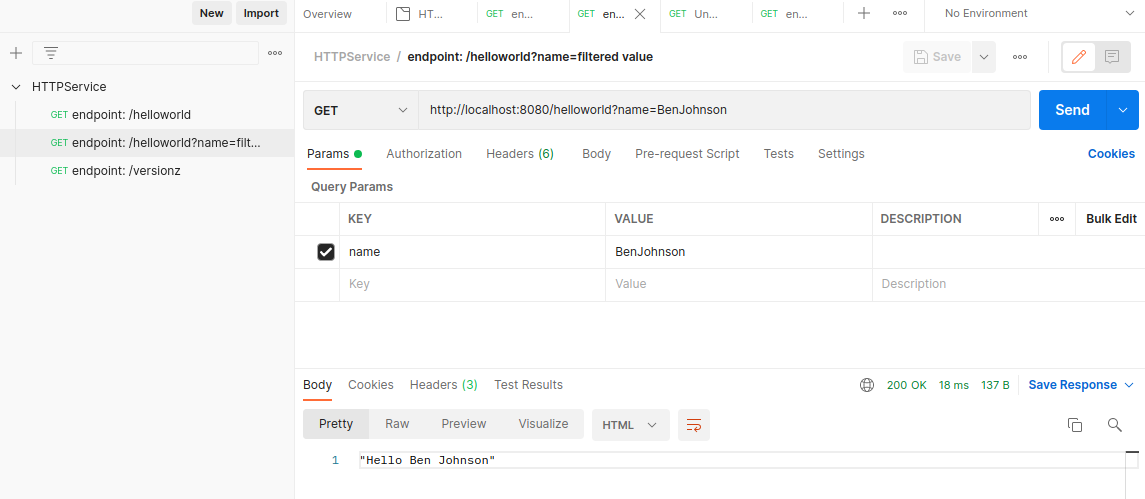 New Import
Overview HT... GET en... GET en... GET Un... GET en... No Environment
HTTPService / endpoint: /helloworld?name=filtered value Save
HTTPService
GET endpoint: /helloworld
GET endpoint: /helloworld?name=filt...
GET endpoint: /versionz
GET http://localhost:8080/helloworld?name=BenJohnson Send
Params Authorization Headers (6) Body Pre-request Script Tests Settings Cookies
Query Params
KEY VALUE DESCRIPTION Bulk Edit
name BenJohnson
Key Value Description
Body Cookies Headers (3) Test Results 200 OK 18 ms 137 B Save Response
Pretty Raw Preview Visualize HTML
1 "Hello Ben Johnson"